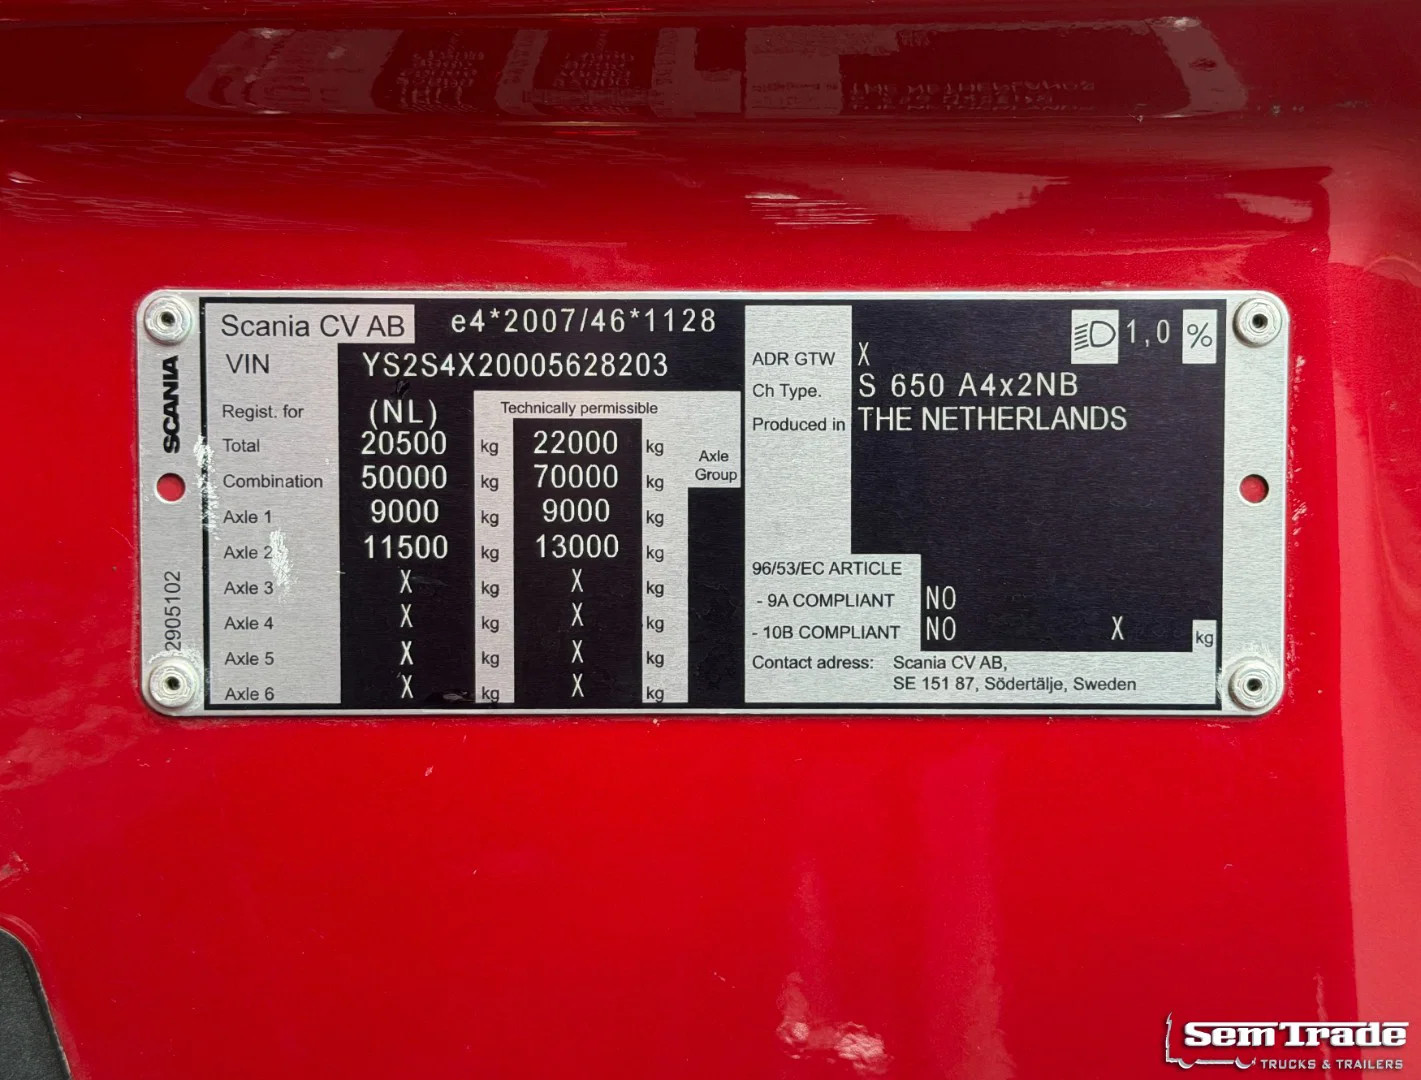 Scania CV AB e4*2007/46*1128
VIN YS2S4X20005628203
Regist. for (NL) Technically permissible
Total 20500 kg 22000 kg
Combination 50000 kg 70000 kg
Axle Group
Axle 1 9000 kg 9000 kg
Axle 2 11500 kg 13000 kg
Axle 3 X kg X kg
Axle 4 X kg X kg
Axle 5 X kg X kg
Axle 6 X kg X kg
1,0 %
ADR GTW X
Ch Type. S 650 A4x2NB
Produced in THE NETHERLANDS
96/53/EC ARTICLE
- 9A COMPLIANT NO
- 10B COMPLIANT NO X kg
Contact adress: Scania CV AB,
SE 151 87, Södertälje, Sweden
SCANIA
2905102
SemTrade
TRUCKS & TRAILERS